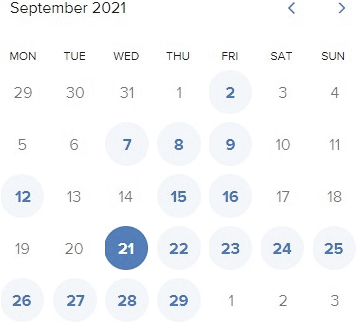 September 2021
MON TUE WED THU FRI SAT SUN
29 30 31 1 2 3 4
5 6 7 8 9 10 11
12 13 14 15 16 17 18
19 20 21 22 23 24 25
26 27 28 29 1 2 3